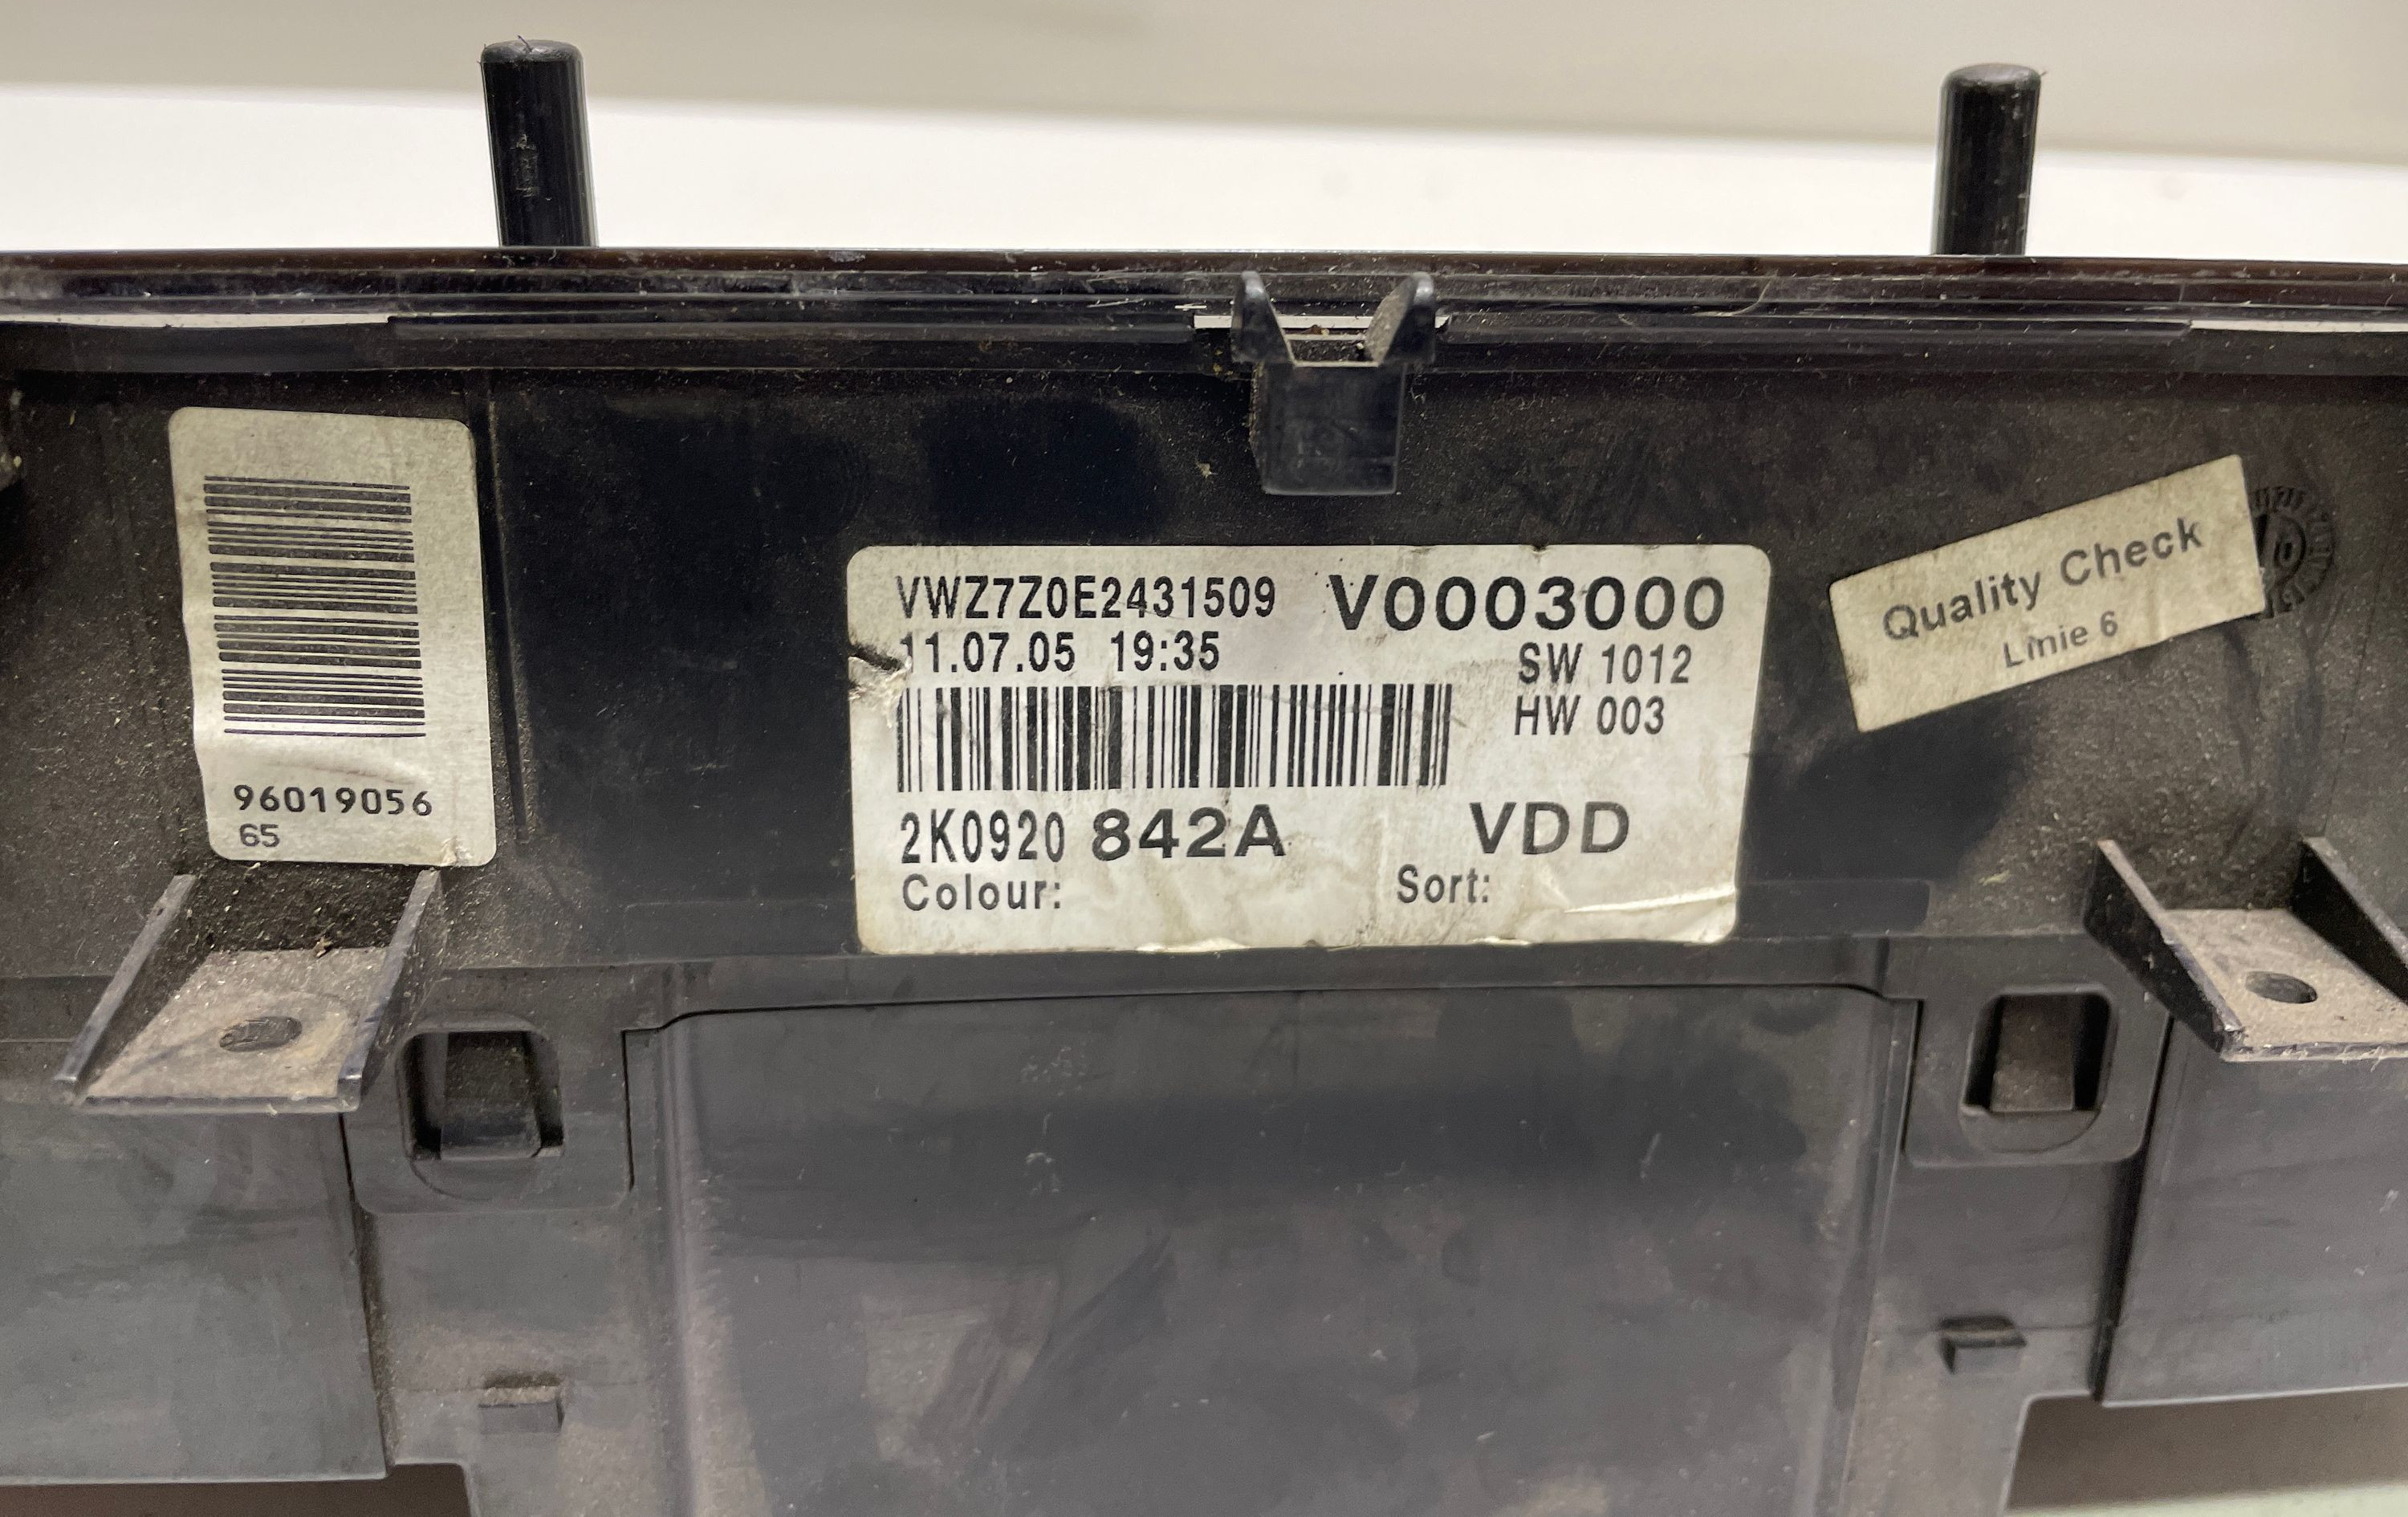 96019056
65
VWZ7Z0E2431509 V0003000
11.07.05 19:35 SW 1012
HW 003
2K0920 842A VDD
Colour: Sort:
Quality Check
Linie 6